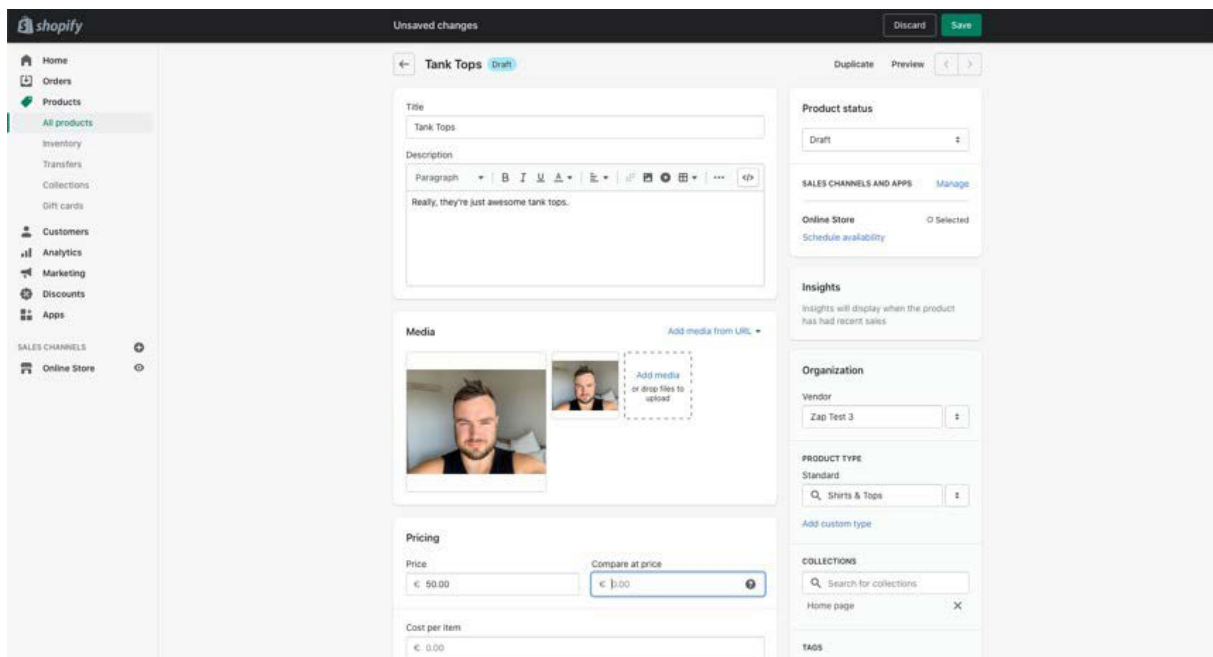 shopify
Unsaved changes
Discard
Save
Home
Orders
Products
All products
Inventory
Transfers
Collections
Gift cards
Customers
Analytics
Marketing
Discounts
Apps
SALES CHANNELS
Online Store
Tank Tops Draft
Duplicate
Preview
Title
Tank Tops
Description
Paragraph B I U A
Really, they're just awesome tank tops.
Media
Add media from URL
Add media
or drop files to
upload
Pricing
Price
€ 50.00
Compare at price
€ 0.00
Cost per item
€ 0.00
Product status
Draft
SALES CHANNELS AND APPS
Manage
Online Store
0 Selected
Schedule availability
Insights
Insights will display when the product
has had recent sales
Organization
Vendor
Zap Test 3
PRODUCT TYPE
Standard
Shirts & Tops
Add custom type
COLLECTIONS
Search for collections
Home page
TAGS